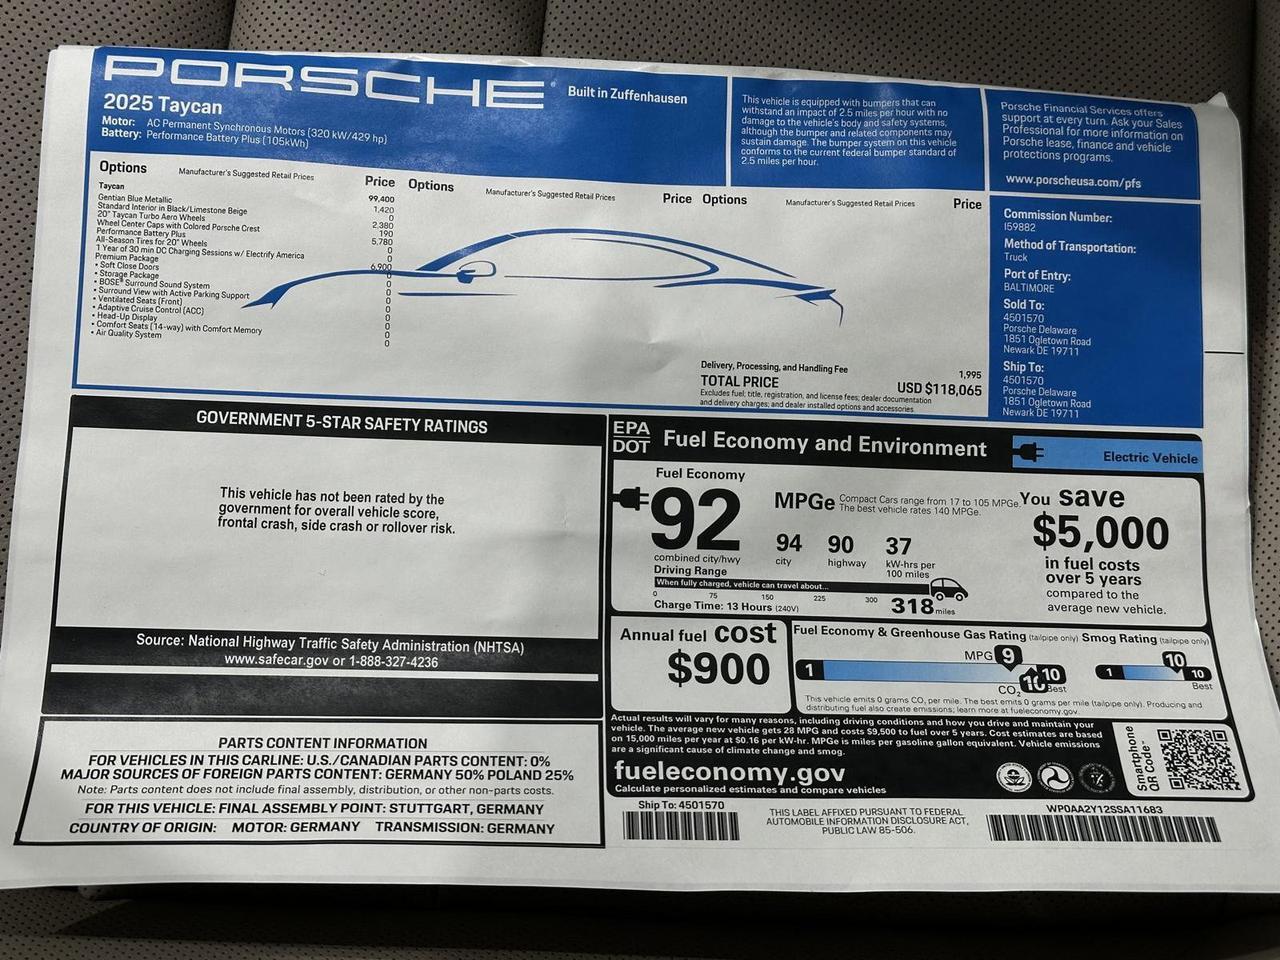 PORSCHE
Built in Zuffenhausen
2025 Taycan
Motor: AC Permanent Synchronous Motors (320 kW/429 hp)
Battery: Performance Battery Plus (105kWh)
This vehicle is equipped with bumpers that can
withstand an impact of 2.5 miles per hour with no
damage to the vehicle's body and safety systems,
although the bumper and related components may
sustain damage. The bumper system on this vehicle
conforms to the current federal bumper standard of
2.5 miles per hour.
Porsche Financial Services offers
support at every turn. Ask your Sales
Professional for more information on
Porsche lease, finance and vehicle
protections programs.
www.porscheusa.com/pfs
Options Manufacturer's Suggested Retail Prices Price Options Manufacturer's Suggested Retail Prices Price Options Manufacturer's Suggested Retail Prices Price
Taycan 99,400
Gentian Blue Metallic 1,420
Standard Interior in Black/Limestone Beige 0
20" Taycan Turbo Aero Wheels 2,380
Wheel Center Caps with Colored Porsche Crest 190
Performance Battery Plus 5,780
All-Season Tires for 20" Wheels 0
1 Year of 30 min DC Charging Sessions w/ Electrify America 0
Premium Package 6,900
• Soft Close Doors 0
• Storage Package 0
• BOSE® Surround Sound System 0
• Surround View with Active Parking Support 0
• Ventilated Seats (Front) 0
• Adaptive Cruise Control (ACC) 0
• Head-Up Display 0
• Comfort Seats (14-way) with Comfort Memory 0
• Air Quality System 0
Delivery, Processing, and Handling Fee 1,995
TOTAL PRICE USD $118,065
Excludes fuel; title, registration, and license fees; dealer documentation
and delivery charges; and dealer installed options and accessories
Commission Number:
I59882
Method of Transportation:
Truck
Port of Entry:
BALTIMORE
Sold To:
4501570
Porsche Delaware
1851 Ogletown Road
Newark DE 19711
Ship To:
4501570
Porsche Delaware
1851 Ogletown Road
Newark DE 19711
GOVERNMENT 5-STAR SAFETY RATINGS
This vehicle has not been rated by the
government for overall vehicle score,
frontal crash, side crash or rollover risk.
Source: National Highway Traffic Safety Administration (NHTSA)
www.safecar.gov or 1-888-327-4236
PARTS CONTENT INFORMATION
FOR VEHICLES IN THIS CARLINE: U.S./CANADIAN PARTS CONTENT: 0%
MAJOR SOURCES OF FOREIGN PARTS CONTENT: GERMANY 50% POLAND 25%
Note: Parts content does not include final assembly, distribution, or other non-parts costs.
FOR THIS VEHICLE: FINAL ASSEMBLY POINT: STUTTGART, GERMANY
COUNTRY OF ORIGIN: MOTOR: GERMANY TRANSMISSION: GERMANY
EPA
DOT
Fuel Economy and Environment
Electric Vehicle
Fuel Economy
92
MPGe
Compact Cars range from 17 to 105 MPGe.
The best vehicle rates 140 MPGe.
94 90 37
combined city/hwy city highway kW-hrs per
100 miles
You save
$5,000
in fuel costs
over 5 years
compared to the
average new vehicle.
Driving Range
When fully charged, vehicle can travel about...
0 75 150 225 300 318 miles
Charge Time: 13 Hours (240V)
Annual fuel cost
$900
Fuel Economy & Greenhouse Gas Rating (tailpipe only)
MPG 9
1 10
CO2 10 Best
Smog Rating (tailpipe only)
10
1 10
Best
This vehicle emits 0 grams CO2 per mile. The best emits 0 grams per mile (tailpipe only). Producing and
distributing fuel also create emissions; learn more at fueleconomy.gov.
Actual results will vary for many reasons, including driving conditions and how you drive and maintain your
vehicle. The average new vehicle gets 28 MPG and costs $9,500 to fuel over 5 years. Cost estimates are based
on 15,000 miles per year at $0.16 per kW-hr. MPGe is miles per gasoline gallon equivalent. Vehicle emissions
are a significant cause of climate change and smog.
fueleconomy.gov
Calculate personalized estimates and compare vehicles
Smartphone
QR Code
Ship To: 4501570
THIS LABEL AFFIXED PURSUANT TO FEDERAL
AUTOMOBILE INFORMATION DISCLOSURE ACT,
PUBLIC LAW 85-506.
WP0AA2Y12SSA11683